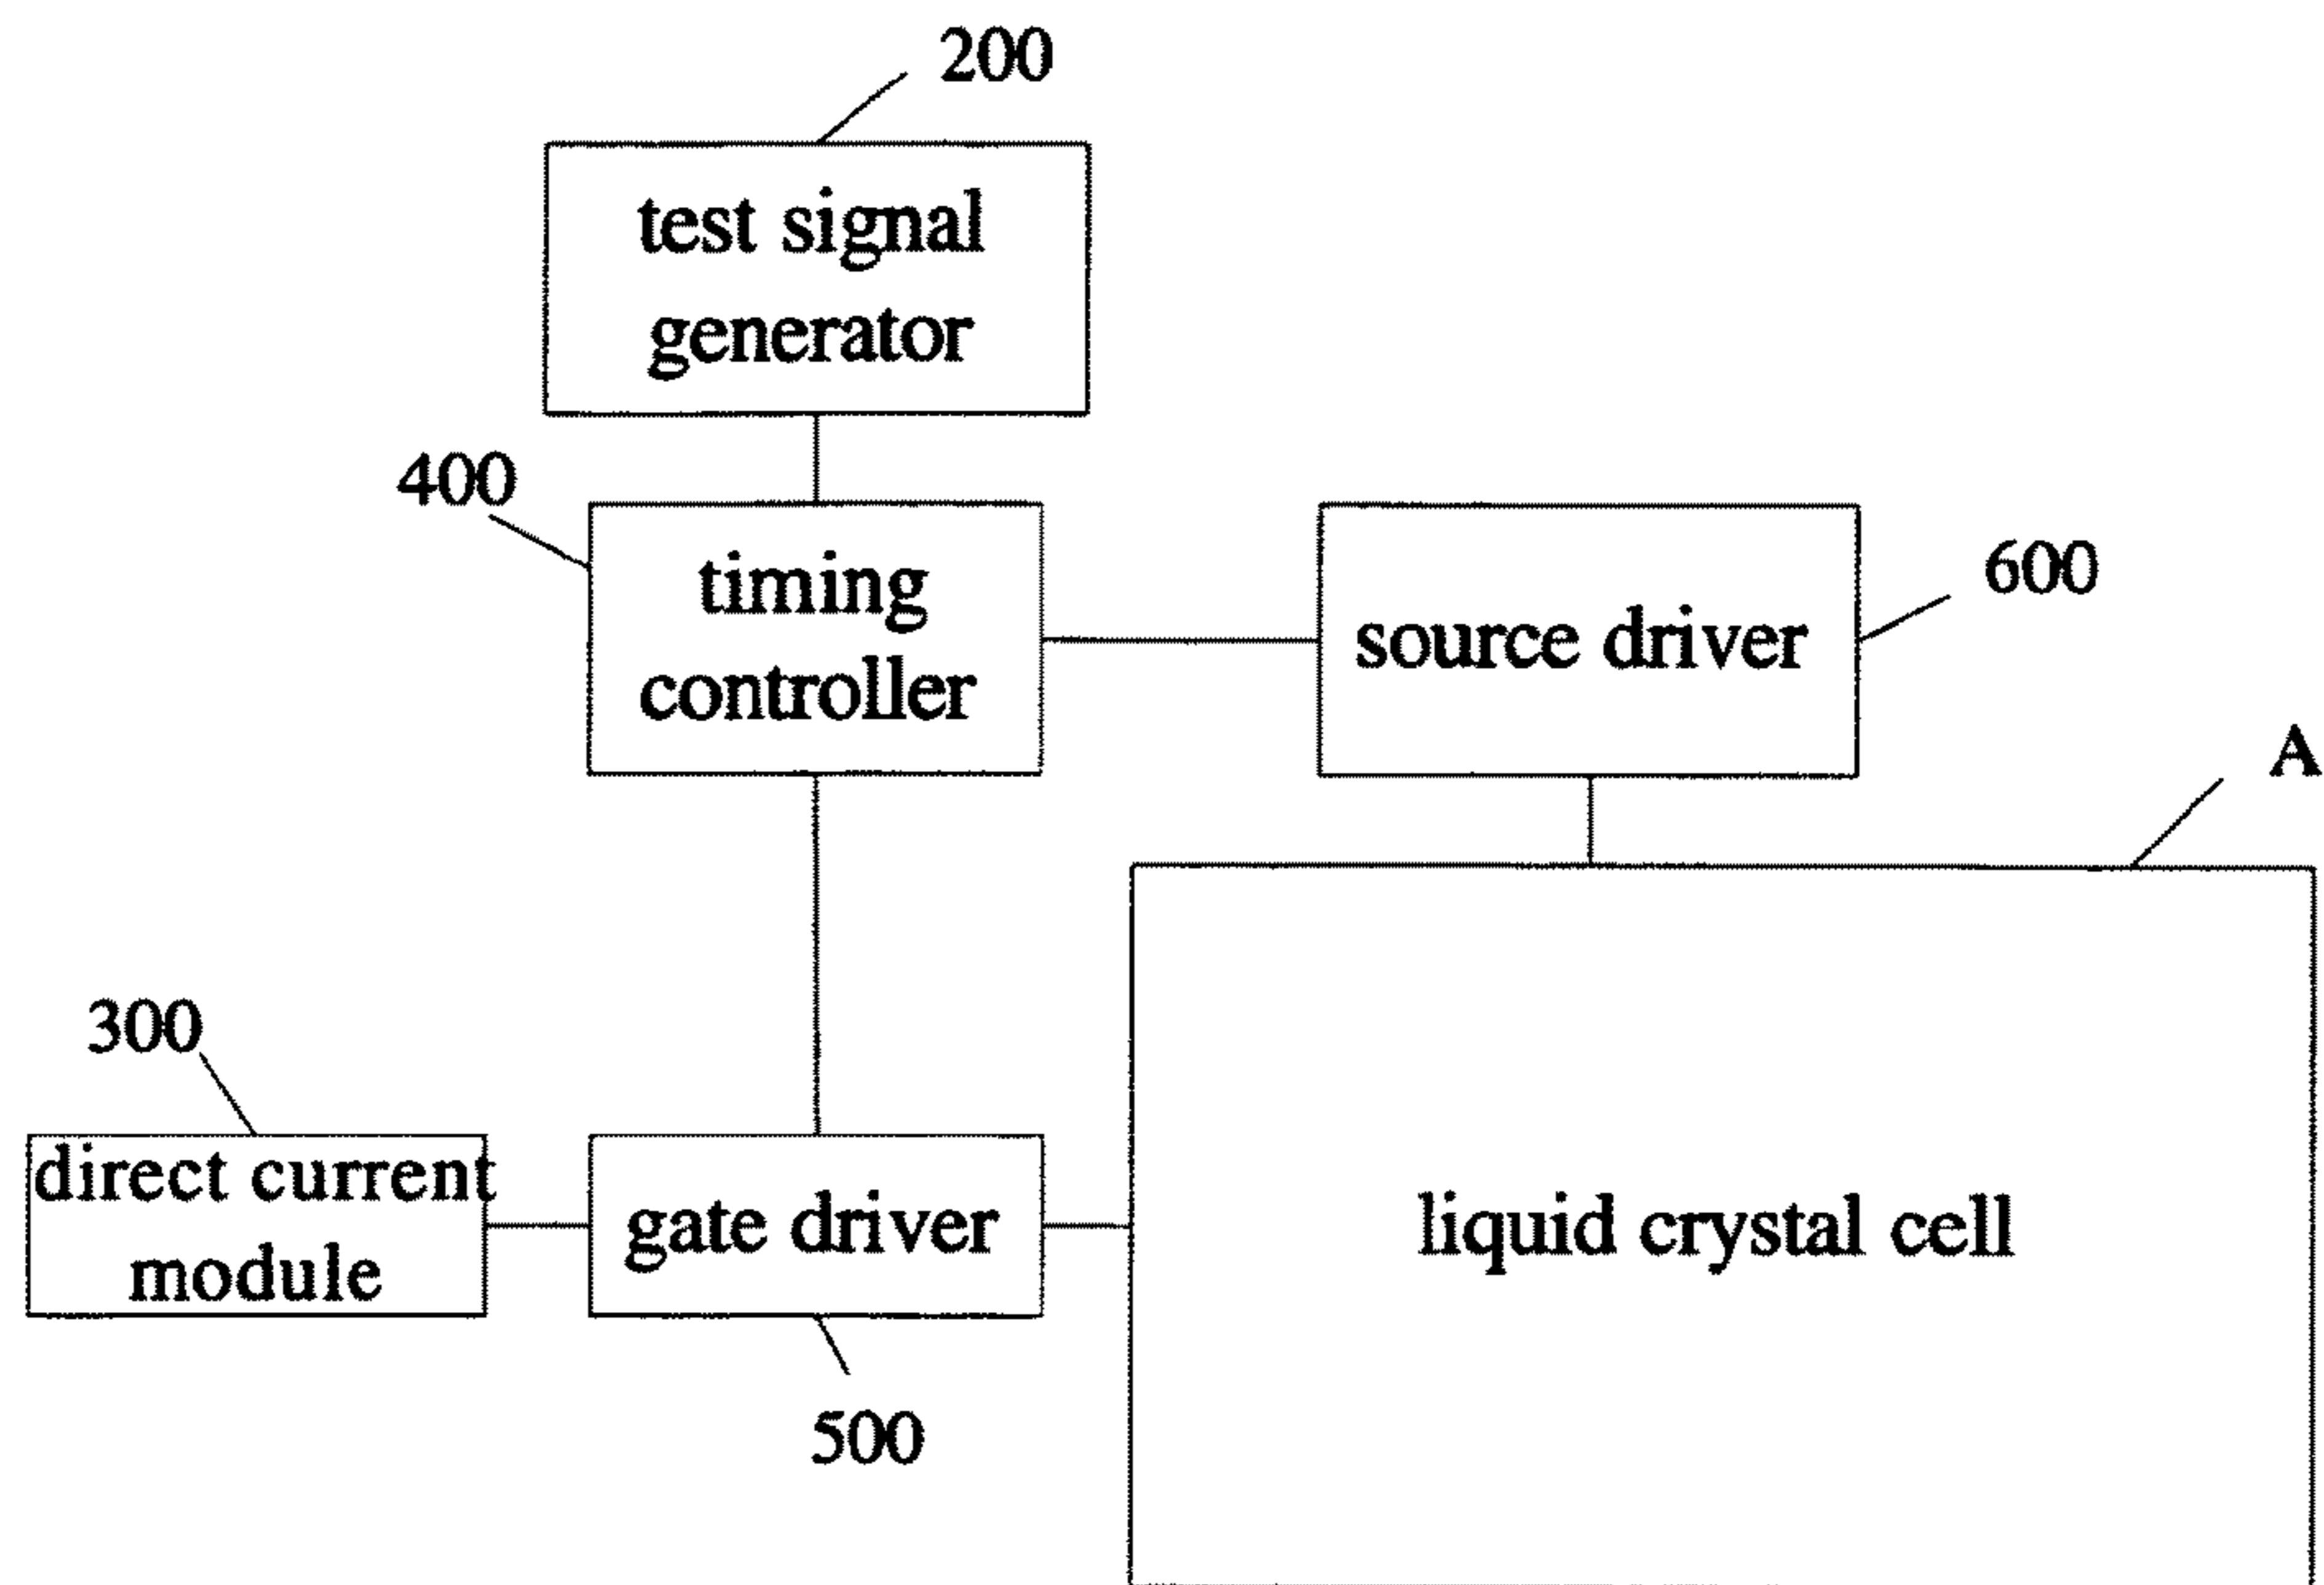 200
test signal
generator
400
timing
controller
source driver
600
A
300
direct current
module
gate driver
liquid crystal cell
500